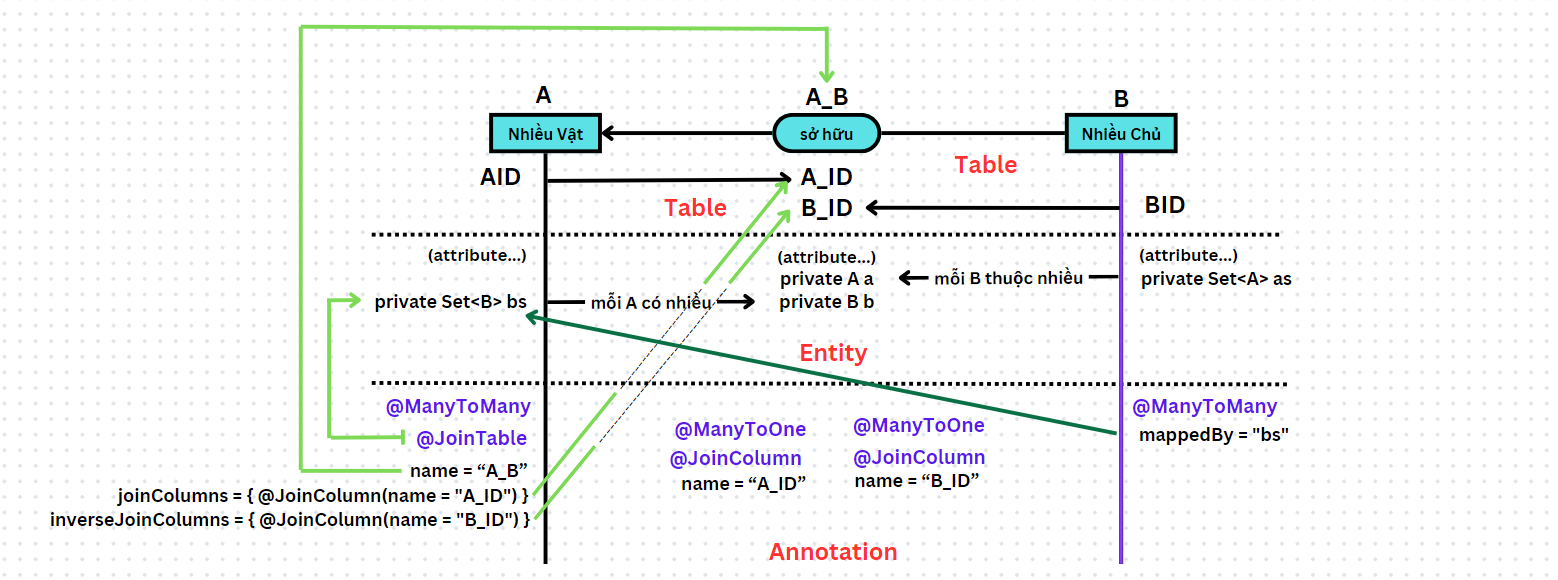 A
A_B
B
Nhiều Vật
sở hữu
Nhiều Chủ
Table
AID
A_ID
Table
B_ID
BID
(attribute...)
(attribute...)
(attribute...)
private A a
mỗi B thuộc nhiều
private Set<A> as
private Set<B> bs
mỗi A có nhiều
private B b
Entity
@ManyToMany
@ManyToMany
@JoinTable
mappedBy = "bs"
@ManyToOne
@ManyToOne
@JoinColumn
@JoinColumn
name = “A_B”
name = “A_ID”
name = “B_ID”
joinColumns = { @JoinColumn(name = "A_ID") }
inverseJoinColumns = { @JoinColumn(name = "B_ID") }
Annotation